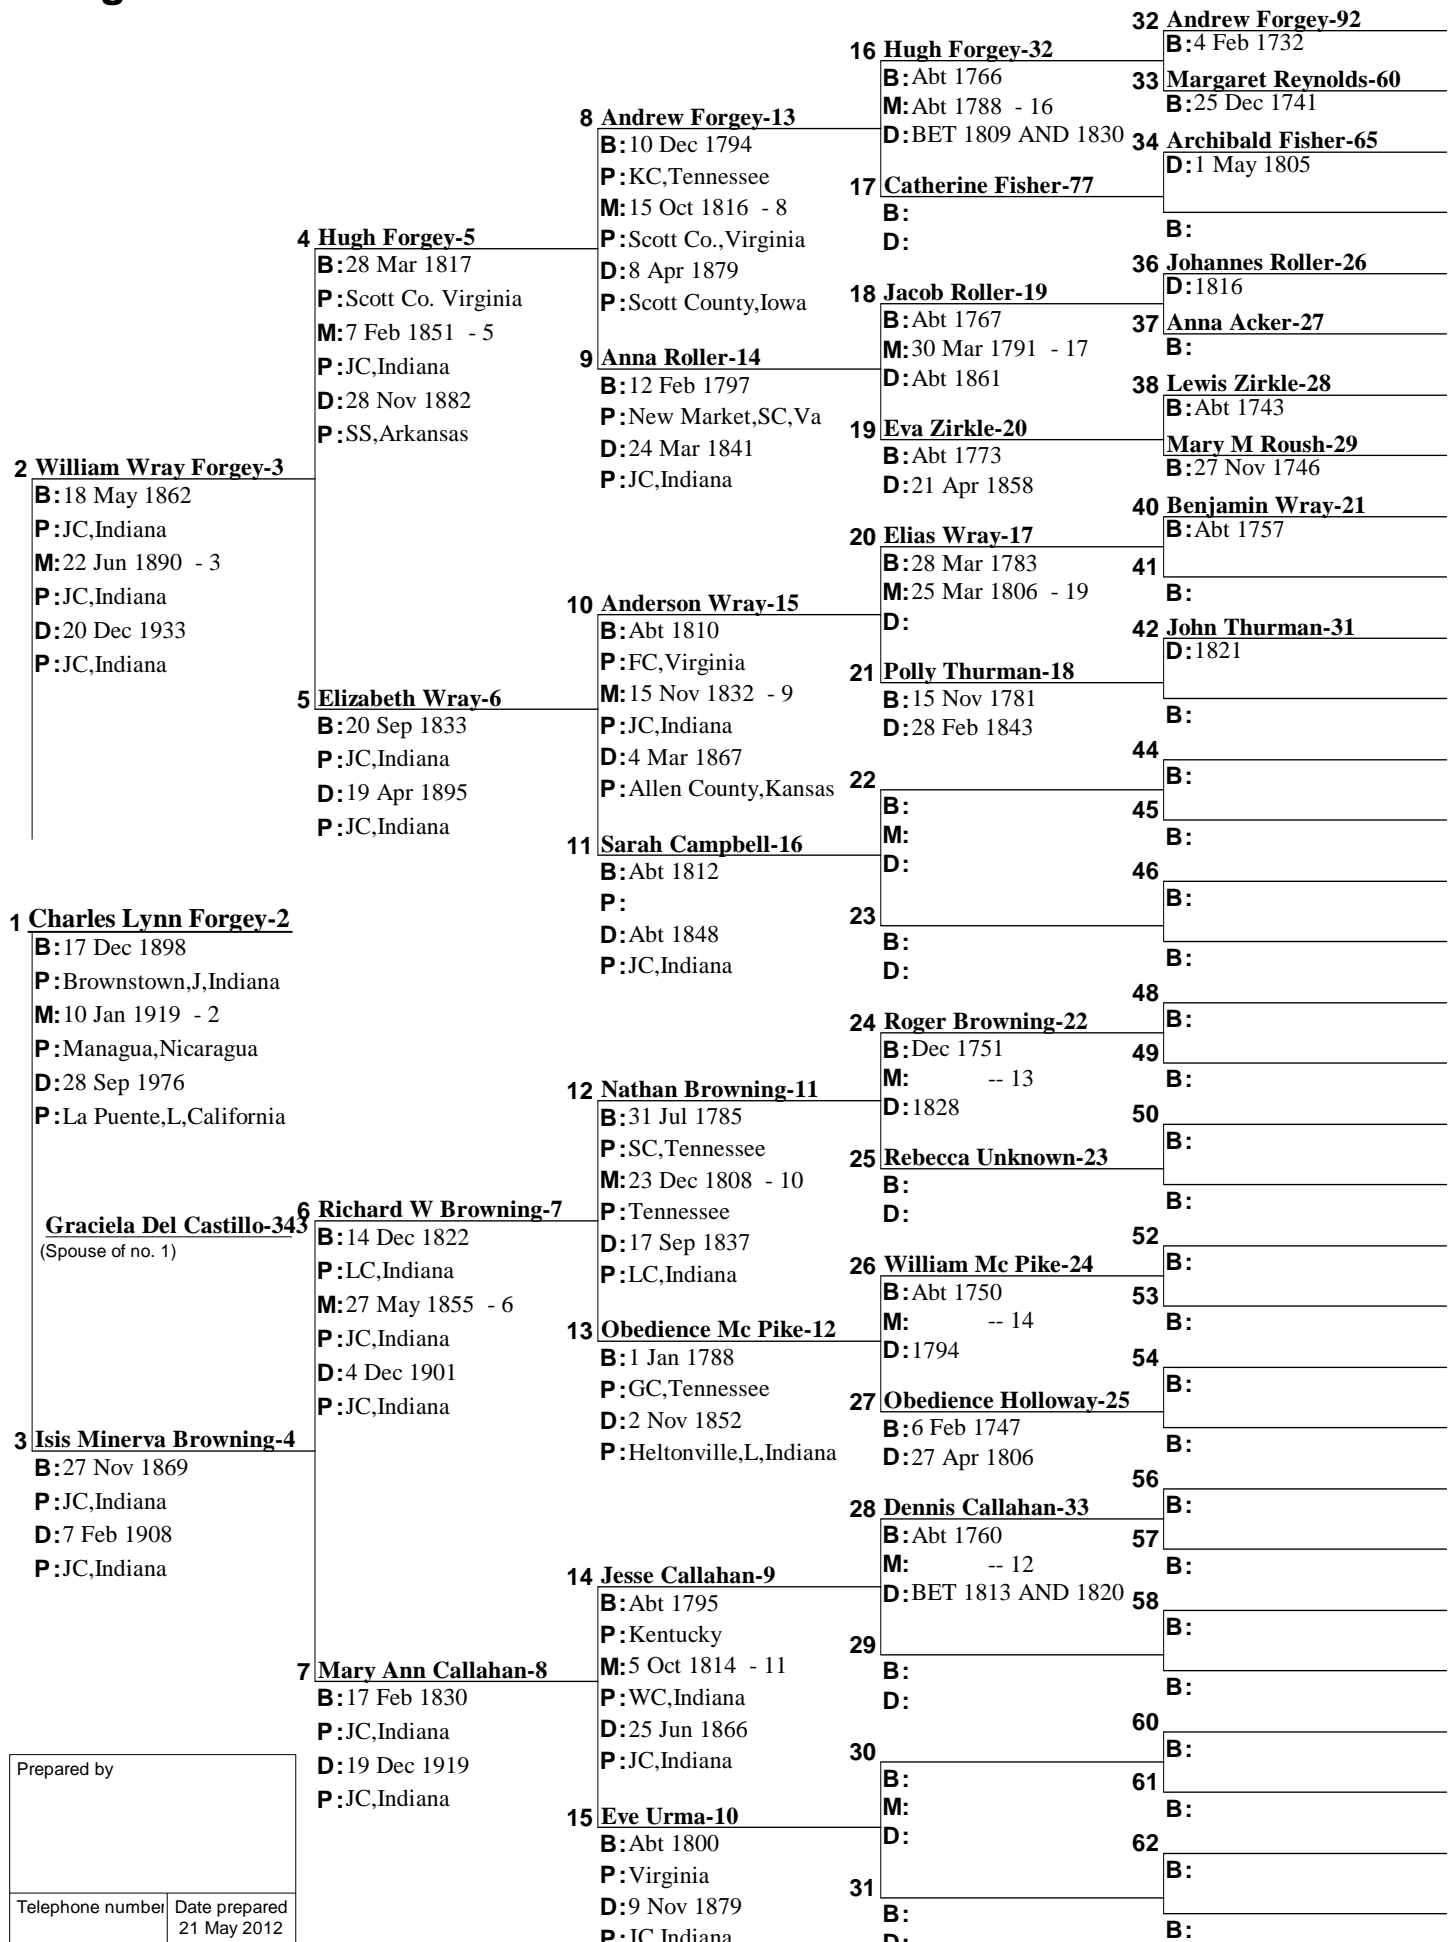 1 Charles Lynn Forgey-2
B:17 Dec 1898
P:Brownstown,J,Indiana
M:10 Jan 1919 - 2
P:Managua,Nicaragua
D:28 Sep 1976
P:La Puente,L,California
Graciela Del Castillo-343
(Spouse of no. 1)
2 William Wray Forgey-3
B:18 May 1862
P:JC,Indiana
M:22 Jun 1890 - 3
P:JC,Indiana
D:20 Dec 1933
P:JC,Indiana
3 Isis Minerva Browning-4
B:27 Nov 1869
P:JC,Indiana
D:7 Feb 1908
P:JC,Indiana
Prepared by
Telephone number
Date prepared
21 May 2012
4 Hugh Forgey-5
B:28 Mar 1817
P:Scott Co. Virginia
M:7 Feb 1851 - 5
P:JC,Indiana
D:28 Nov 1882
P:SS,Arkansas
5 Elizabeth Wray-6
B:20 Sep 1833
P:JC,Indiana
D:19 Apr 1895
P:JC,Indiana
6 Richard W Browning-7
B:14 Dec 1822
P:LC,Indiana
M:27 May 1855 - 6
P:JC,Indiana
D:4 Dec 1901
P:JC,Indiana
7 Mary Ann Callahan-8
B:17 Feb 1830
P:JC,Indiana
D:19 Dec 1919
P:JC,Indiana
8 Andrew Forgey-13
B:10 Dec 1794
P:KC,Tennessee
M:15 Oct 1816 - 8
P:Scott Co.,Virginia
D:8 Apr 1879
P:Scott County,Iowa
9 Anna Roller-14
B:12 Feb 1797
P:New Market,SC,Va
D:24 Mar 1841
P:JC,Indiana
10 Anderson Wray-15
B:Abt 1810
P:FC,Virginia
M:15 Nov 1832 - 9
P:JC,Indiana
D:4 Mar 1867
P:Allen County,Kansas
11 Sarah Campbell-16
B:Abt 1812
P:
D:Abt 1848
P:JC,Indiana
12 Nathan Browning-11
B:31 Jul 1785
P:SC,Tennessee
M:23 Dec 1808 - 10
P:Tennessee
D:17 Sep 1837
P:LC,Indiana
13 Obedience Mc Pike-12
B:1 Jan 1788
P:GC,Tennessee
D:2 Nov 1852
P:Heltonville,L,Indiana
14 Jesse Callahan-9
B:Abt 1795
P:Kentucky
M:5 Oct 1814 - 11
P:WC,Indiana
D:25 Jun 1866
P:JC,Indiana
15 Eve Urma-10
B:Abt 1800
P:Virginia
D:9 Nov 1879
P:JC,Indiana
16 Hugh Forgey-32
B:Abt 1766
M:Abt 1788 - 16
D:BET 1809 AND 1830
17 Catherine Fisher-77
B:
D:
18 Jacob Roller-19
B:Abt 1767
M:30 Mar 1791 - 17
D:Abt 1861
19 Eva Zirkle-20
B:Abt 1773
D:21 Apr 1858
20 Elias Wray-17
B:28 Mar 1783
M:25 Mar 1806 - 19
D:
21 Polly Thurman-18
B:15 Nov 1781
D:28 Feb 1843
22
B:
M:
D:
23
B:
D:
24 Roger Browning-22
B:Dec 1751
M: -- 13
D:1828
25 Rebecca Unknown-23
B:
D:
26 William Mc Pike-24
B:Abt 1750
M: -- 14
D:1794
27 Obedience Holloway-25
B:6 Feb 1747
D:27 Apr 1806
28 Dennis Callahan-33
B:Abt 1760
M: -- 12
D:BET 1813 AND 1820
29
B:
D:
30
B:
M:
D:
31
B:
D:
32 Andrew Forgey-92
B:4 Feb 1732
33 Margaret Reynolds-60
B:25 Dec 1741
34 Archibald Fisher-65
D:1 May 1805
B:
36 Johannes Roller-26
D:1816
37 Anna Acker-27
B:
38 Lewis Zirkle-28
B:Abt 1743
Mary M Roush-29
B:27 Nov 1746
40 Benjamin Wray-21
B:Abt 1757
41
B:
42 John Thurman-31
D:1821
B:
44
B:
45
B:
46
B:
B:
48
B:
49
B:
50
B:
B:
52
B:
53
B:
54
B:
B:
56
B:
57
B:
58
B:
B:
60
B:
61
B:
62
B:
B: